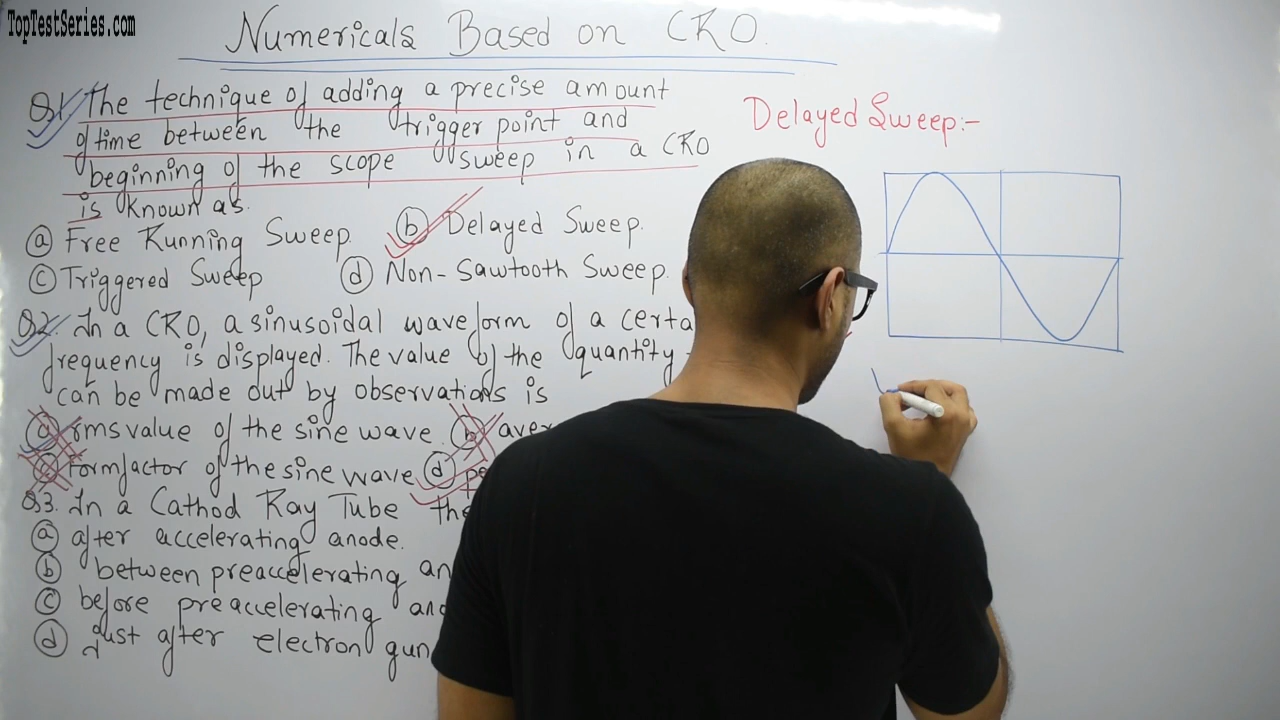 TopTestSeries.com
Numericals Based on CRO.
Q1. The technique of adding a precise amount
of time between the trigger point and
beginning of the scope sweep in a CRO
is known as.
(a) Free Running Sweep. (b) Delayed Sweep.
(c) Triggered Sweep (d) Non-Sawtooth Sweep.
Q2. In a CRO, a sinusoidal waveform of a certa
frequency is displayed. The value of the quantity
can be made out by observations is
(a) rms value of the sine wave. (b) aver
(c) Formfactor of the sine wave (d) pe
Q3. In a Cathod Ray Tube the
(a) after accelerating anode.
(b) between preaccelerating an
(c) before preaccelerating and
(d) Just after electron gun
Delayed Sweep:-